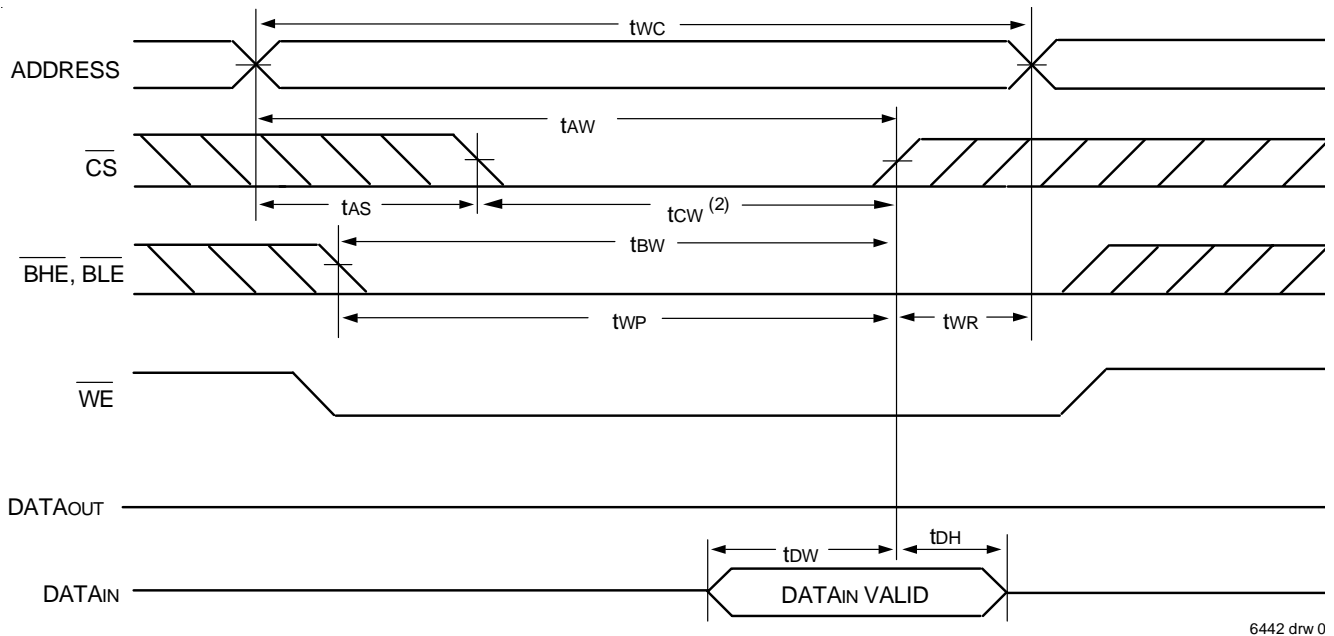 tWC
ADDRESS
tAW
CS
tAS
tCW (2)
tBW
BHE, BLE
tWP
tWR
WE
DATAOUT
tDW
tDH
DATAIN
DATAIN VALID
6442 drw 0